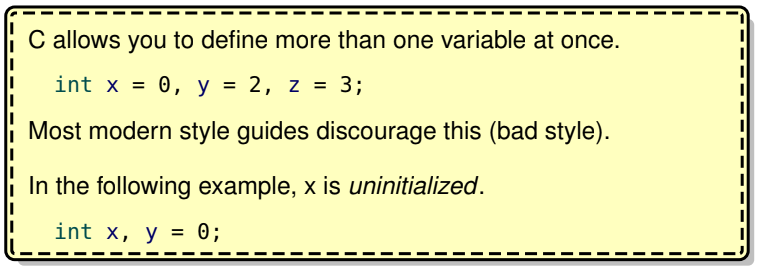 C allows you to define more than one variable at once.
int x = 0, y = 2, z = 3;
Most modern style guides discourage this (bad style).
In the following example, x is uninitialized.
int x, y = 0;